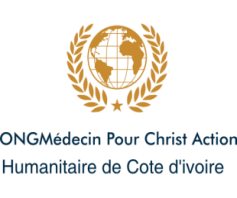 ONGMédecin Pour Christ Action
Humanitaire de Cote d'ivoire